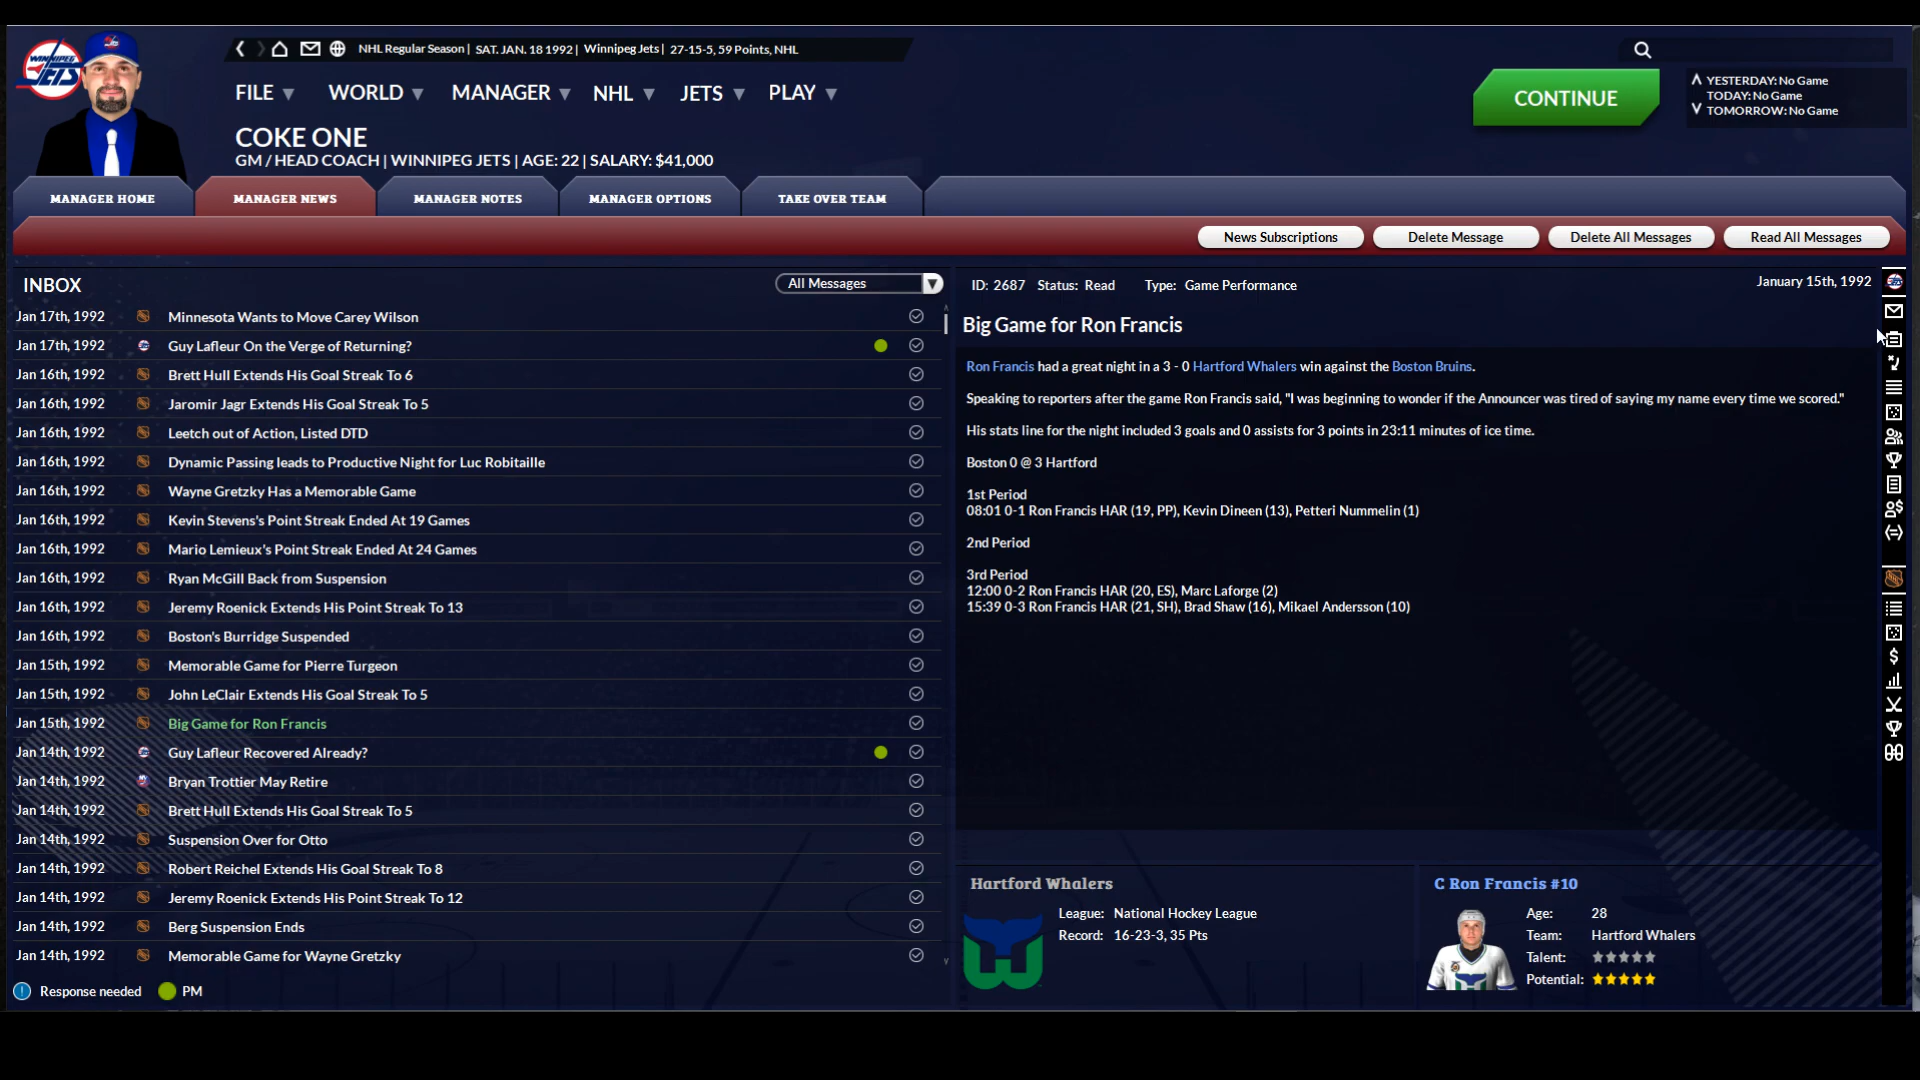 NHL Regular Season | SAT. JAN. 18 1992 | Winnipeg Jets | 27-15-5, 59 Points, NHL
FILE WORLD MANAGER NHL JETS PLAY
CONTINUE
YESTERDAY: No Game
TODAY: No Game
TOMORROW: No Game
COKE ONE
GM / HEAD COACH | WINNIPEG JETS | AGE: 22 | SALARY: $41,000
WINNIPEG
JETS
MANAGER HOME MANAGER NEWS MANAGER NOTES MANAGER OPTIONS TAKE OVER TEAM
News Subscriptions Delete Message Delete All Messages Read All Messages
INBOX
All Messages
Jan 17th, 1992 Minnesota Wants to Move Carey Wilson
Jan 17th, 1992 Guy Lafleur On the Verge of Returning?
Jan 16th, 1992 Brett Hull Extends His Goal Streak To 6
Jan 16th, 1992 Jaromir Jagr Extends His Goal Streak To 5
Jan 16th, 1992 Leetch out of Action, Listed DTD
Jan 16th, 1992 Dynamic Passing leads to Productive Night for Luc Robitaille
Jan 16th, 1992 Wayne Gretzky Has a Memorable Game
Jan 16th, 1992 Kevin Stevens's Point Streak Ended At 19 Games
Jan 16th, 1992 Mario Lemieux's Point Streak Ended At 24 Games
Jan 16th, 1992 Ryan McGill Back from Suspension
Jan 16th, 1992 Jeremy Roenick Extends His Point Streak To 13
Jan 16th, 1992 Boston's Burridge Suspended
Jan 15th, 1992 Memorable Game for Pierre Turgeon
Jan 15th, 1992 John LeClair Extends His Goal Streak To 5
Jan 15th, 1992 Big Game for Ron Francis
Jan 14th, 1992 Guy Lafleur Recovered Already?
Jan 14th, 1992 Bryan Trottier May Retire
Jan 14th, 1992 Brett Hull Extends His Goal Streak To 5
Jan 14th, 1992 Suspension Over for Otto
Jan 14th, 1992 Robert Reichel Extends His Goal Streak To 8
Jan 14th, 1992 Jeremy Roenick Extends His Point Streak To 12
Jan 14th, 1992 Berg Suspension Ends
Jan 14th, 1992 Memorable Game for Wayne Gretzky
Response needed PM
ID: 2687 Status: Read Type: Game Performance January 15th, 1992
Big Game for Ron Francis
Ron Francis had a great night in a 3 - 0 Hartford Whalers win against the Boston Bruins.
Speaking to reporters after the game Ron Francis said, "I was beginning to wonder if the Announcer was tired of saying my name every time we scored."
His stats line for the night included 3 goals and 0 assists for 3 points in 23:11 minutes of ice time.
Boston 0 @ 3 Hartford
1st Period
08:01 0-1 Ron Francis HAR (19, PP), Kevin Dineen (13), Petteri Nummelin (1)
2nd Period
3rd Period
12:00 0-2 Ron Francis HAR (20, ES), Marc Laforge (2)
15:39 0-3 Ron Francis HAR (21, SH), Brad Shaw (16), Mikael Andersson (10)
Hartford Whalers
League: National Hockey League
Record: 16-23-3, 35 Pts
C Ron Francis #10
Age: 28
Team: Hartford Whalers
Talent:
Potential: